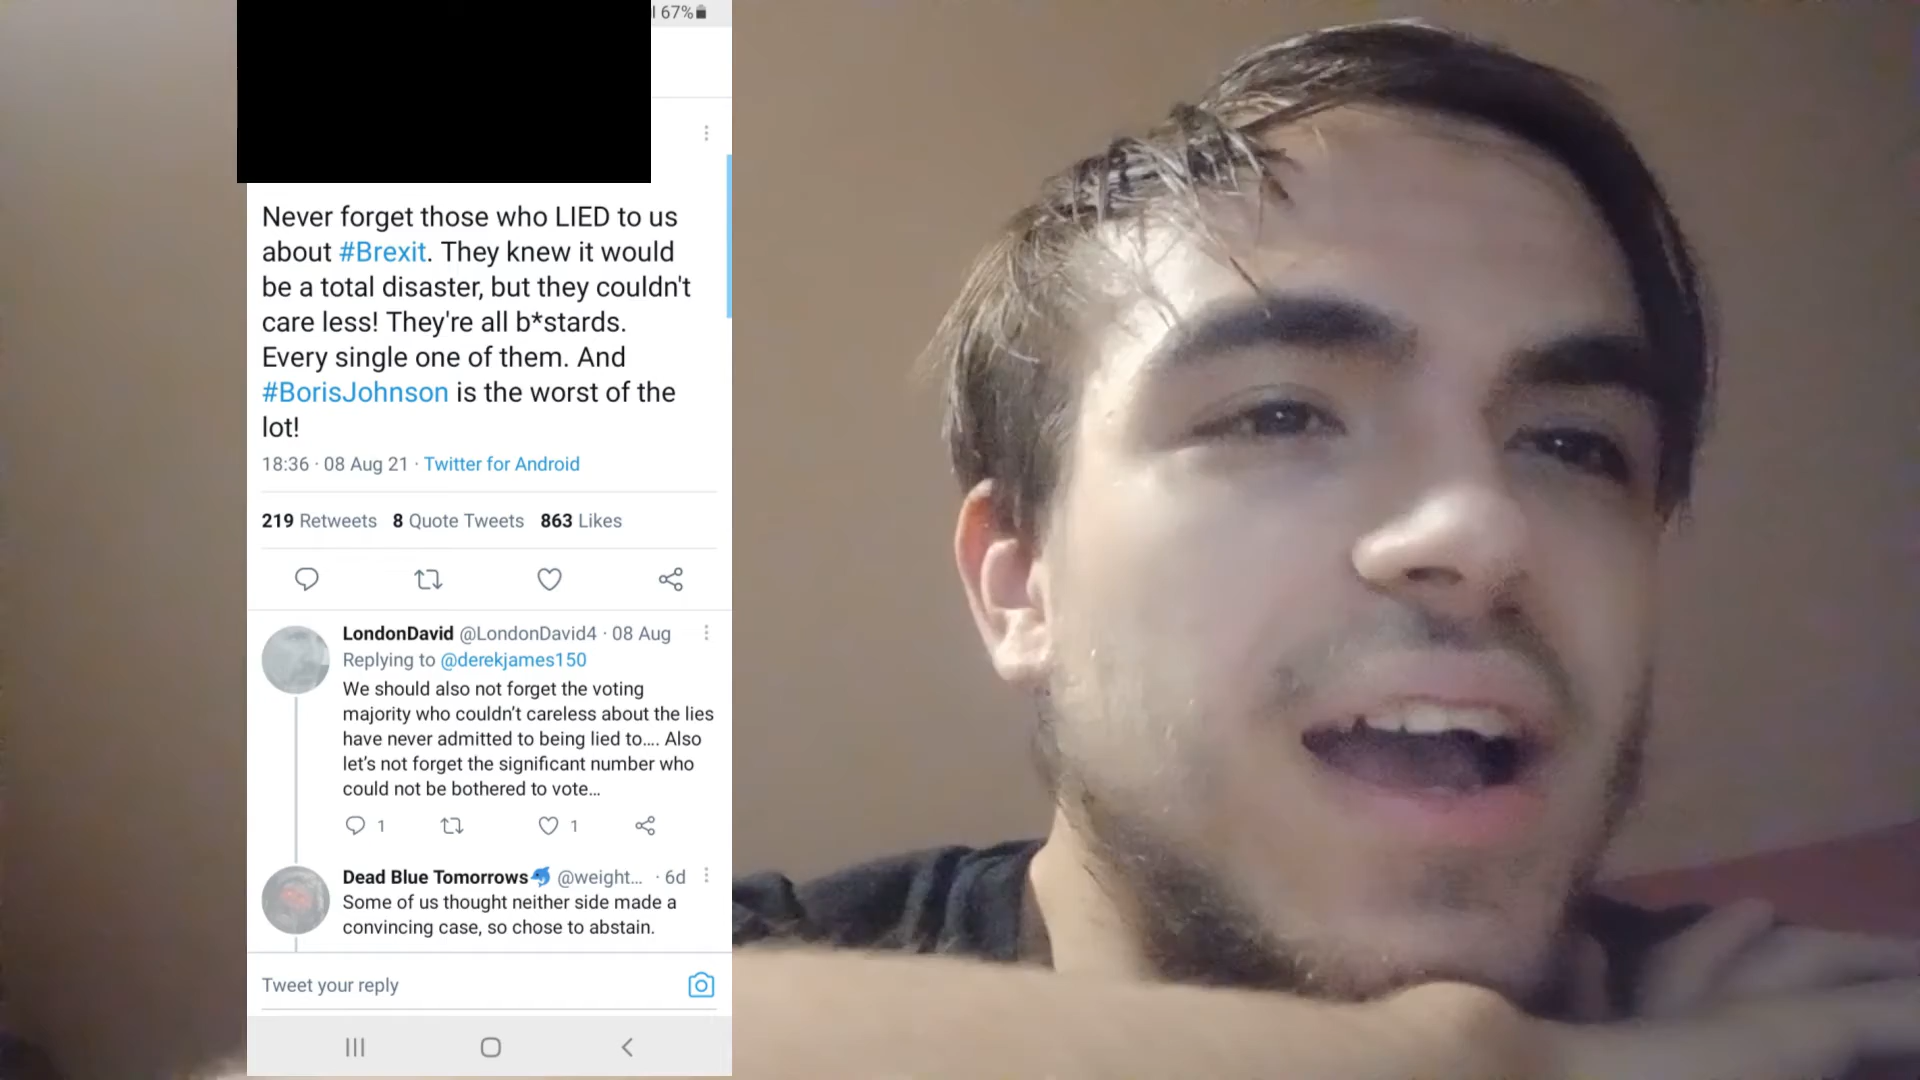 67%
Never forget those who LIED to us
about #Brexit. They knew it would
be a total disaster, but they couldn't
care less! They're all b*stards.
Every single one of them. And
#BorisJohnson is the worst of the
lot!
18:36 · 08 Aug 21 · Twitter for Android
219 Retweets 8 Quote Tweets 863 Likes
LondonDavid @LondonDavid4 · 08 Aug
Replying to @derekjames150
We should also not forget the voting
majority who couldn’t careless about the lies
have never admitted to being lied to…. Also
let’s not forget the significant number who
could not be bothered to vote…
1 1
Dead Blue Tomorrows🐬 @weight… · 6d
Some of us thought neither side made a
convincing case, so chose to abstain.
Tweet your reply